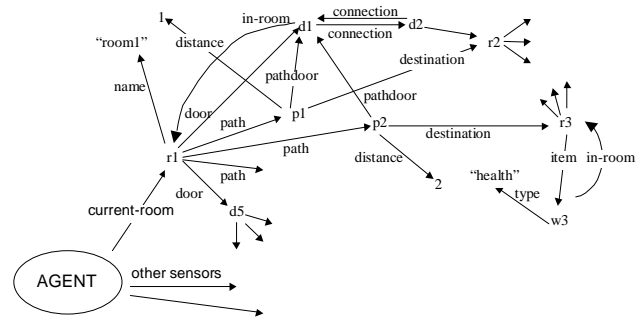 connection
1
in-room
d1
d2
connection
"room1"
distance
r2
destination
pathdoor
name
pathdoor
door
path
p1
p2
r3
destination
path
r1
item
in-room
distance
path
"health"
2
door
type
current-room
d5
w3
AGENT
other sensors